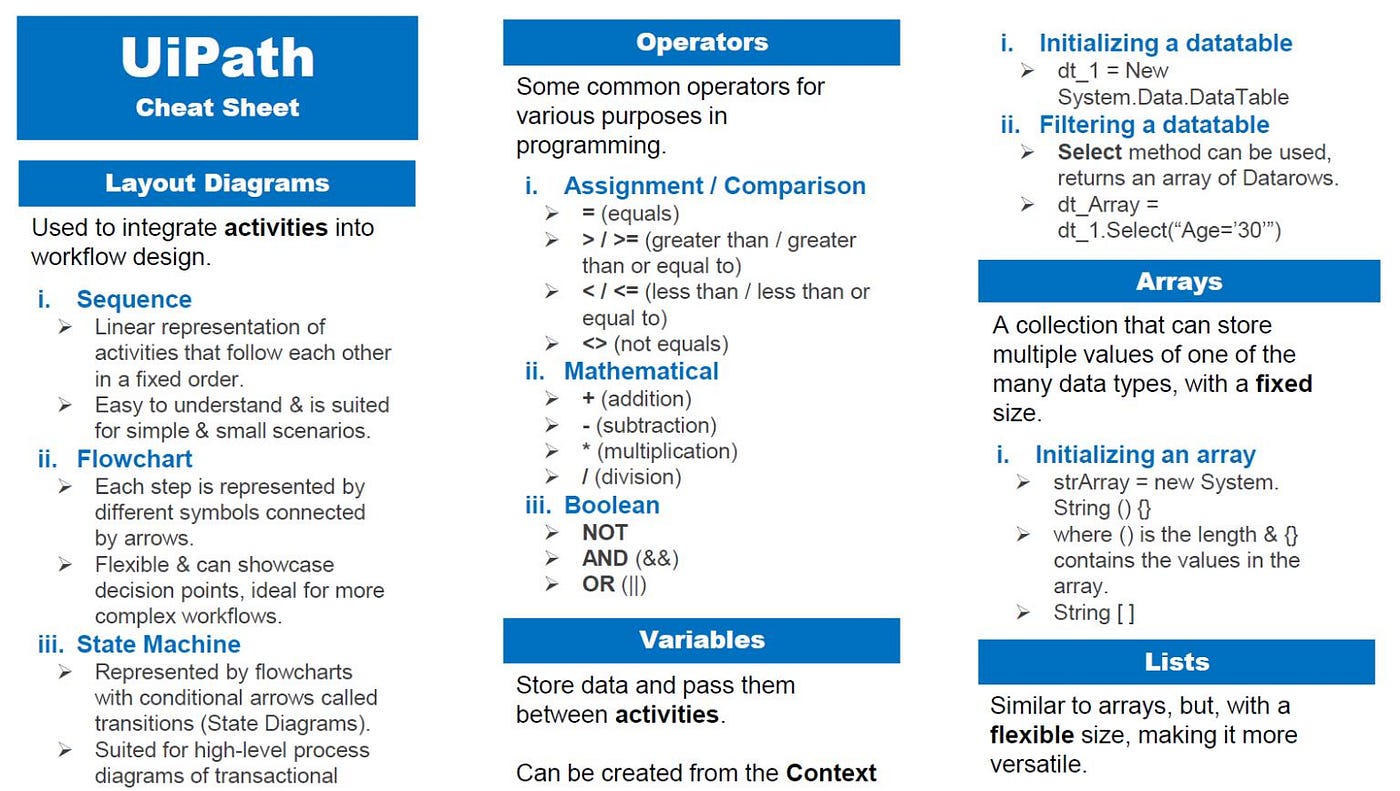 UiPath
Cheat Sheet
Layout Diagrams
Used to integrate activities into
workflow design.
i. Sequence
➢ Linear representation of
activities that follow each other
in a fixed order.
➢ Easy to understand & is suited
for simple & small scenarios.
ii. Flowchart
➢ Each step is represented by
different symbols connected
by arrows.
➢ Flexible & can showcase
decision points, ideal for more
complex workflows.
iii. State Machine
➢ Represented by flowcharts
with conditional arrows called
transitions (State Diagrams).
➢ Suited for high-level process
diagrams of transactional
Operators
Some common operators for
various purposes in
programming.
i. Assignment / Comparison
➢ = (equals)
➢ > / >= (greater than / greater
than or equal to)
➢ < / <= (less than / less than or
equal to)
➢ <> (not equals)
ii. Mathematical
➢ + (addition)
➢ - (subtraction)
➢ * (multiplication)
➢ / (division)
iii. Boolean
➢ NOT
➢ AND (&&)
➢ OR (||)
Variables
Store data and pass them
between activities.
Can be created from the Context
i. Initializing a datatable
➢ dt_1 = New
System.Data.DataTable
ii. Filtering a datatable
➢ Select method can be used,
returns an array of Datarows.
➢ dt_Array =
dt_1.Select(“Age=’30’”)
Arrays
A collection that can store
multiple values of one of the
many data types, with a fixed
size.
i. Initializing an array
➢ strArray = new System.
String () {}
➢ where () is the length & {}
contains the values in the
array.
➢ String [ ]
Lists
Similar to arrays, but, with a
flexible size, making it more
versatile.